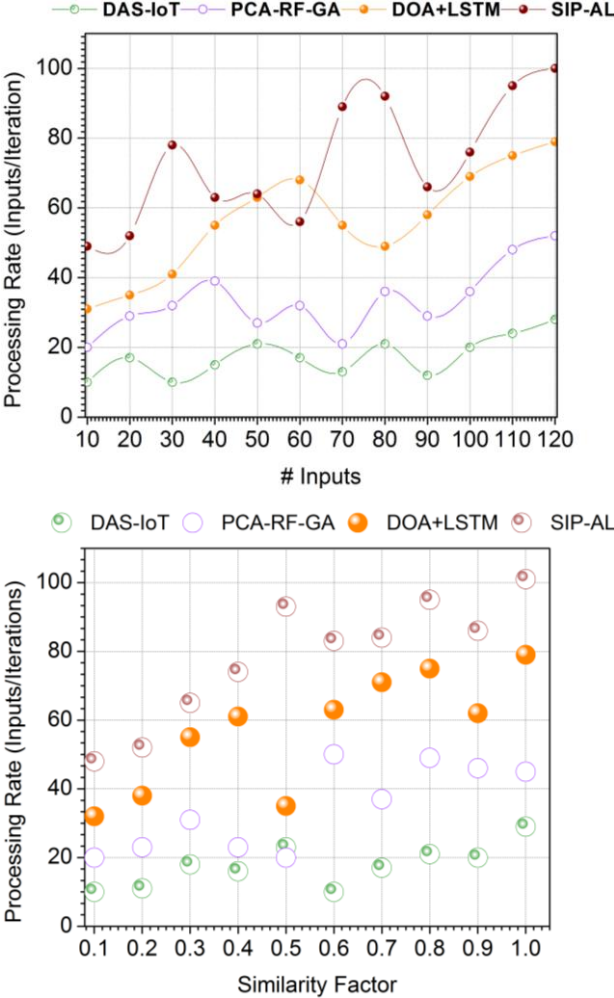 DAS-IoT PCA-RF-GA DOA+LSTM SIP-AL
Processing Rate (Inputs/Iteration)
100
80
60
40
20
0
10 20 30 40 50 60 70 80 90 100 110 120
# Inputs
DAS-IoT PCA-RF-GA DOA+LSTM SIP-AL
Processing Rate (Inputs/Iterations)
100
80
60
40
20
0
0.1 0.2 0.3 0.4 0.5 0.6 0.7 0.8 0.9 1.0
Similarity Factor